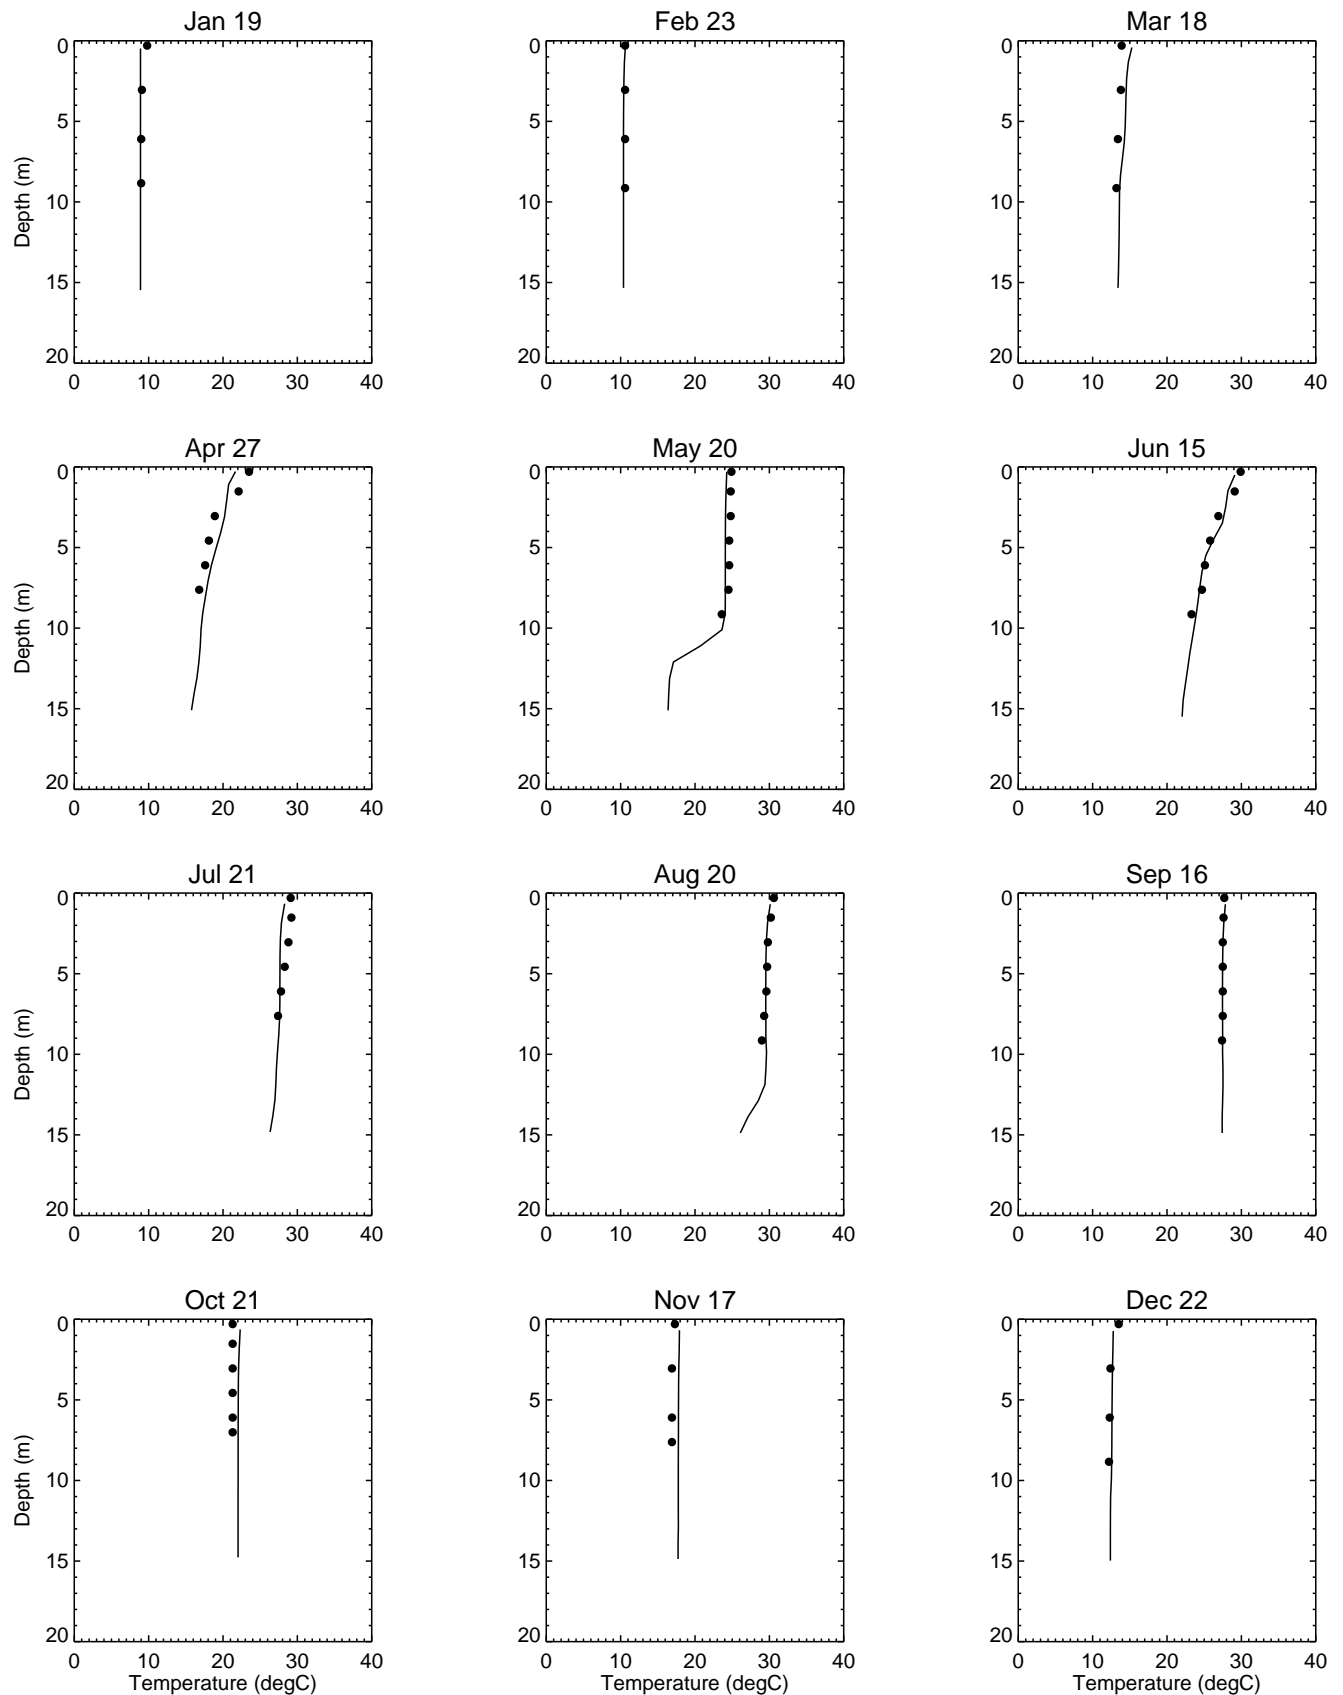 Jan 19 Feb 23 Mar 18
0 0 0
5 5 5
10 10 10
15 15 15
20 20 20
Depth (m)
0 10 20 30 40 0 10 20 30 40 0 10 20 30 40
Apr 27 May 20 Jun 15
0 0 0
5 5 5
10 10 10
15 15 15
20 20 20
Depth (m)
0 10 20 30 40 0 10 20 30 40 0 10 20 30 40
Jul 21 Aug 20 Sep 16
0 0 0
5 5 5
10 10 10
15 15 15
20 20 20
Depth (m)
0 10 20 30 40 0 10 20 30 40 0 10 20 30 40
Oct 21 Nov 17 Dec 22
0 0 0
5 5 5
10 10 10
15 15 15
20 20 20
Depth (m)
0 10 20 30 40 0 10 20 30 40 0 10 20 30 40
Temperature (degC) Temperature (degC) Temperature (degC)